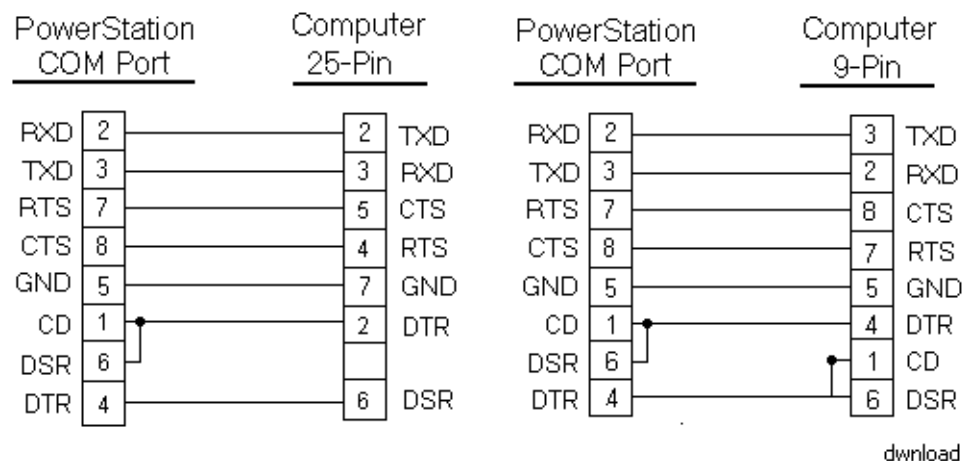 PowerStation
COM Port
Computer
25-Pin
RXD 2 2 TXD
TXD 3 3 RXD
RTS 7 5 CTS
CTS 8 4 RTS
GND 5 7 GND
CD 1 2 DTR
DSR 6
DTR 4 6 DSR
PowerStation
COM Port
Computer
9-Pin
RXD 2 3 TXD
TXD 3 2 RXD
RTS 7 8 CTS
CTS 8 7 RTS
GND 5 5 GND
CD 1 4 DTR
DSR 6 1 CD
DTR 4 6 DSR
dwnload